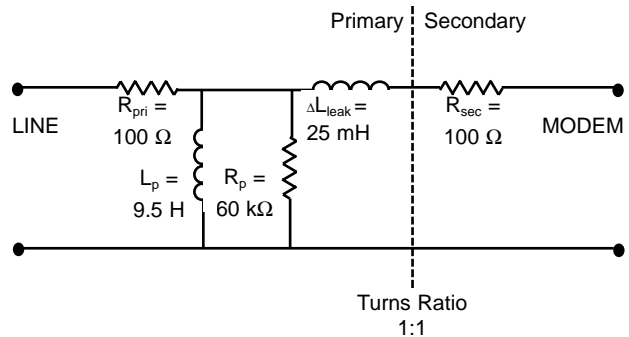 Primary Secondary
LINE
R_pri =
100 Ω
L_p =
9.5 H
R_p =
60 kΩ
ΔL_leak =
25 mH
R_sec =
100 Ω
MODEM
Turns Ratio
1:1